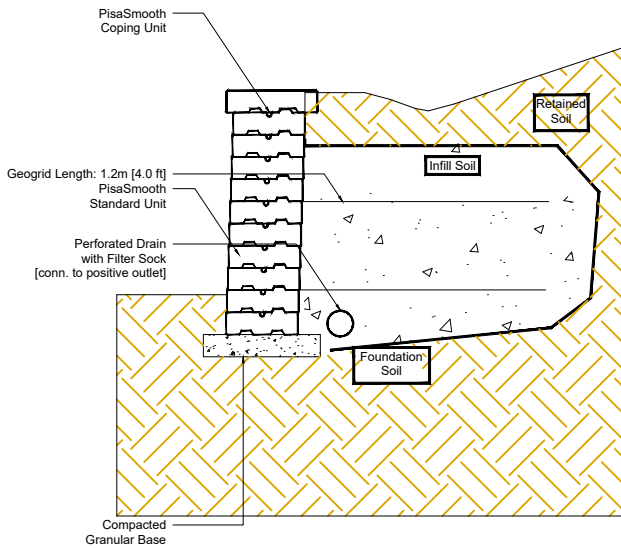 PisaSmooth
Coping Unit
Retained
Soil
Infill Soil
Geogrid Length: 1.2m [4.0 ft]
PisaSmooth
Standard Unit
Perforated Drain
with Filter Sock
[conn. to positive outlet]
Foundation
Soil
Compacted
Granular Base